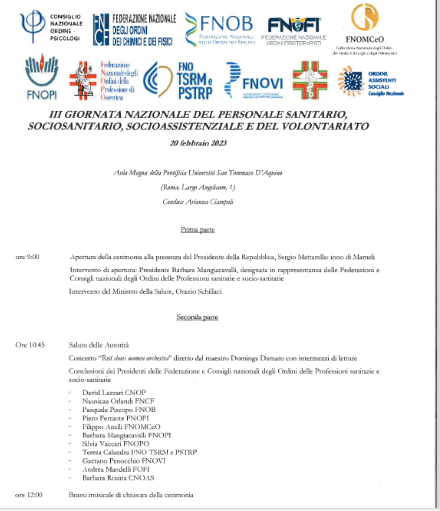 CONSIGLIO
NAZIONALE
ORDINE
PSICOLOGI
FEDERAZIONE NAZIONALE
DEGLI ORDINI
DEI CHIMICI E DEI FISICI
FNOB
FNOFI
FEDERAZIONE NAZIONALE
ORDINI FISIOTERAPISTI
FNOMCeO
FNOPI
Federazione
Nazionale degli
Ordini della
Professione di
Ostetrica
FNO
TSRM e
PSTRP
FNOVI
ORDINE
ASSISTENTI
SOCIALI
Consiglio Nazionale
III GIORNATA NAZIONALE DEL PERSONALE SANITARIO,
SOCIOSANITARIO, SOCIOASSISTENZIALE E DEL VOLONTARIATO
20 febbraio 2023
Aula Magna della Pontificia Università San Tommaso D'Aquino
(Roma, Largo Angelicum, 1)
Conduce Arianna Ciampoli
Prima parte
ore 9:00 Apertura della cerimonia alla presenza del Presidente della Repubblica, Sergio Mattarella: inno di Mameli
Intervento di apertura: Presidente Barbara Mangiacavalli, designata in rappresentanza delle Federazioni e
Consigli nazionali degli Ordini delle Professioni sanitarie e socio-sanitarie
Intervento del Ministro della Salute, Orazio Schillaci
Seconda parte
Ore 10:45 Saluto delle Autorità
Concerto "Red shoes women orchestra" diretto dal maestro Dominga Damato con intermezzi di letture
Conclusioni dei Presidenti delle Federazione e Consigli nazionali degli Ordini delle Professioni sanitarie e
socio-sanitarie
- David Lazzari CNOP
- Nausicaa Orlandi FNCF
- Pasquale Piscopo FNOB
- Piero Ferrante FNOFI
- Filippo Anelli FNOMCeO
- Barbara Mangiacavalli FNOPI
- Silvia Vaccari FNOPO
- Teresa Calandra FNO TSRM e PSTRP
- Gaetano Penocchio FNOVI
- Andrea Mandelli FOFI
- Barbara Rosina CNOAS
ore 12:00 Brano musicale di chiusura della cerimonia